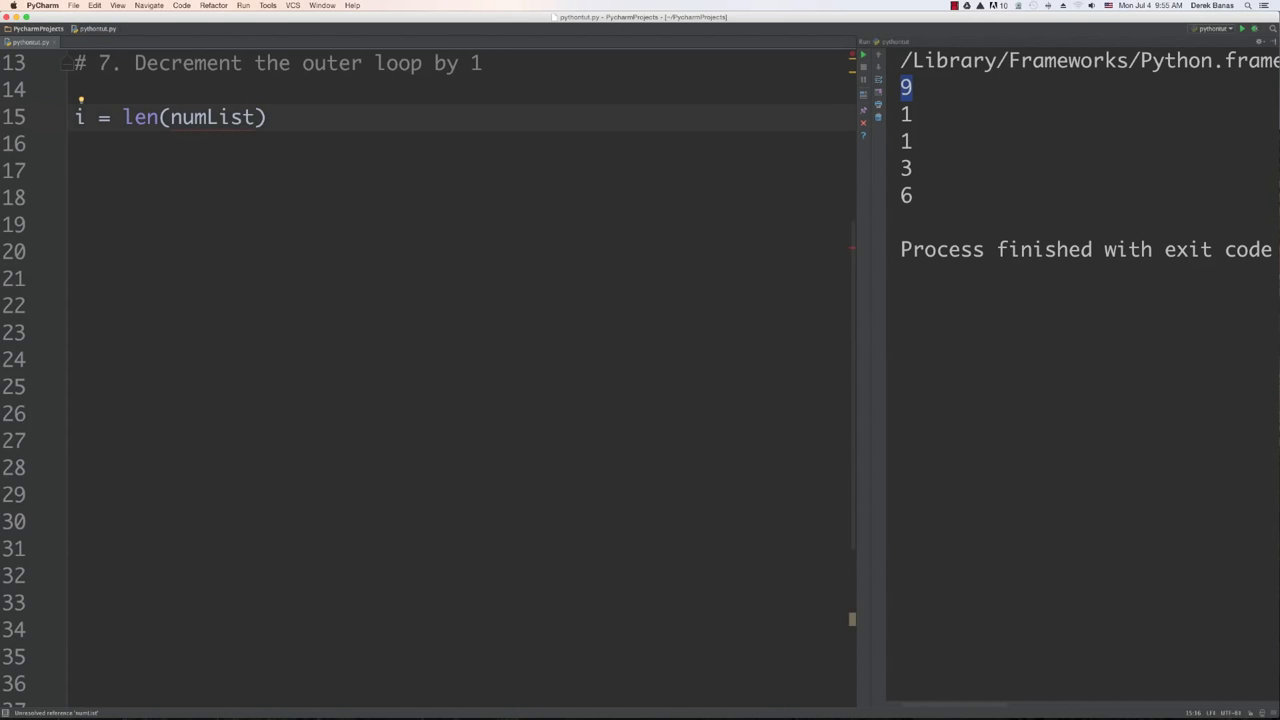 PyCharm File Edit View Navigate Code Refactor Run Tools VCS Window Help
10 Mon Jul 4 9:55 AM Derek Banas
pythontut.py - PycharmProjects - [~/PycharmProjects]
PycharmProjects pythontut.py
pythontut
pythontut.py
Run: pythontut
13 # 7. Decrement the outer loop by 1
14
15 i = len(numList)
16
17
18
19
20
21
22
23
24
25
26
27
28
29
30
31
32
33
34
35
36
37
/Library/Frameworks/Python.frame
9
1
1
3
6
Process finished with exit code
Unresolved reference 'numList'
15:16 LF≑ UTF-8≑